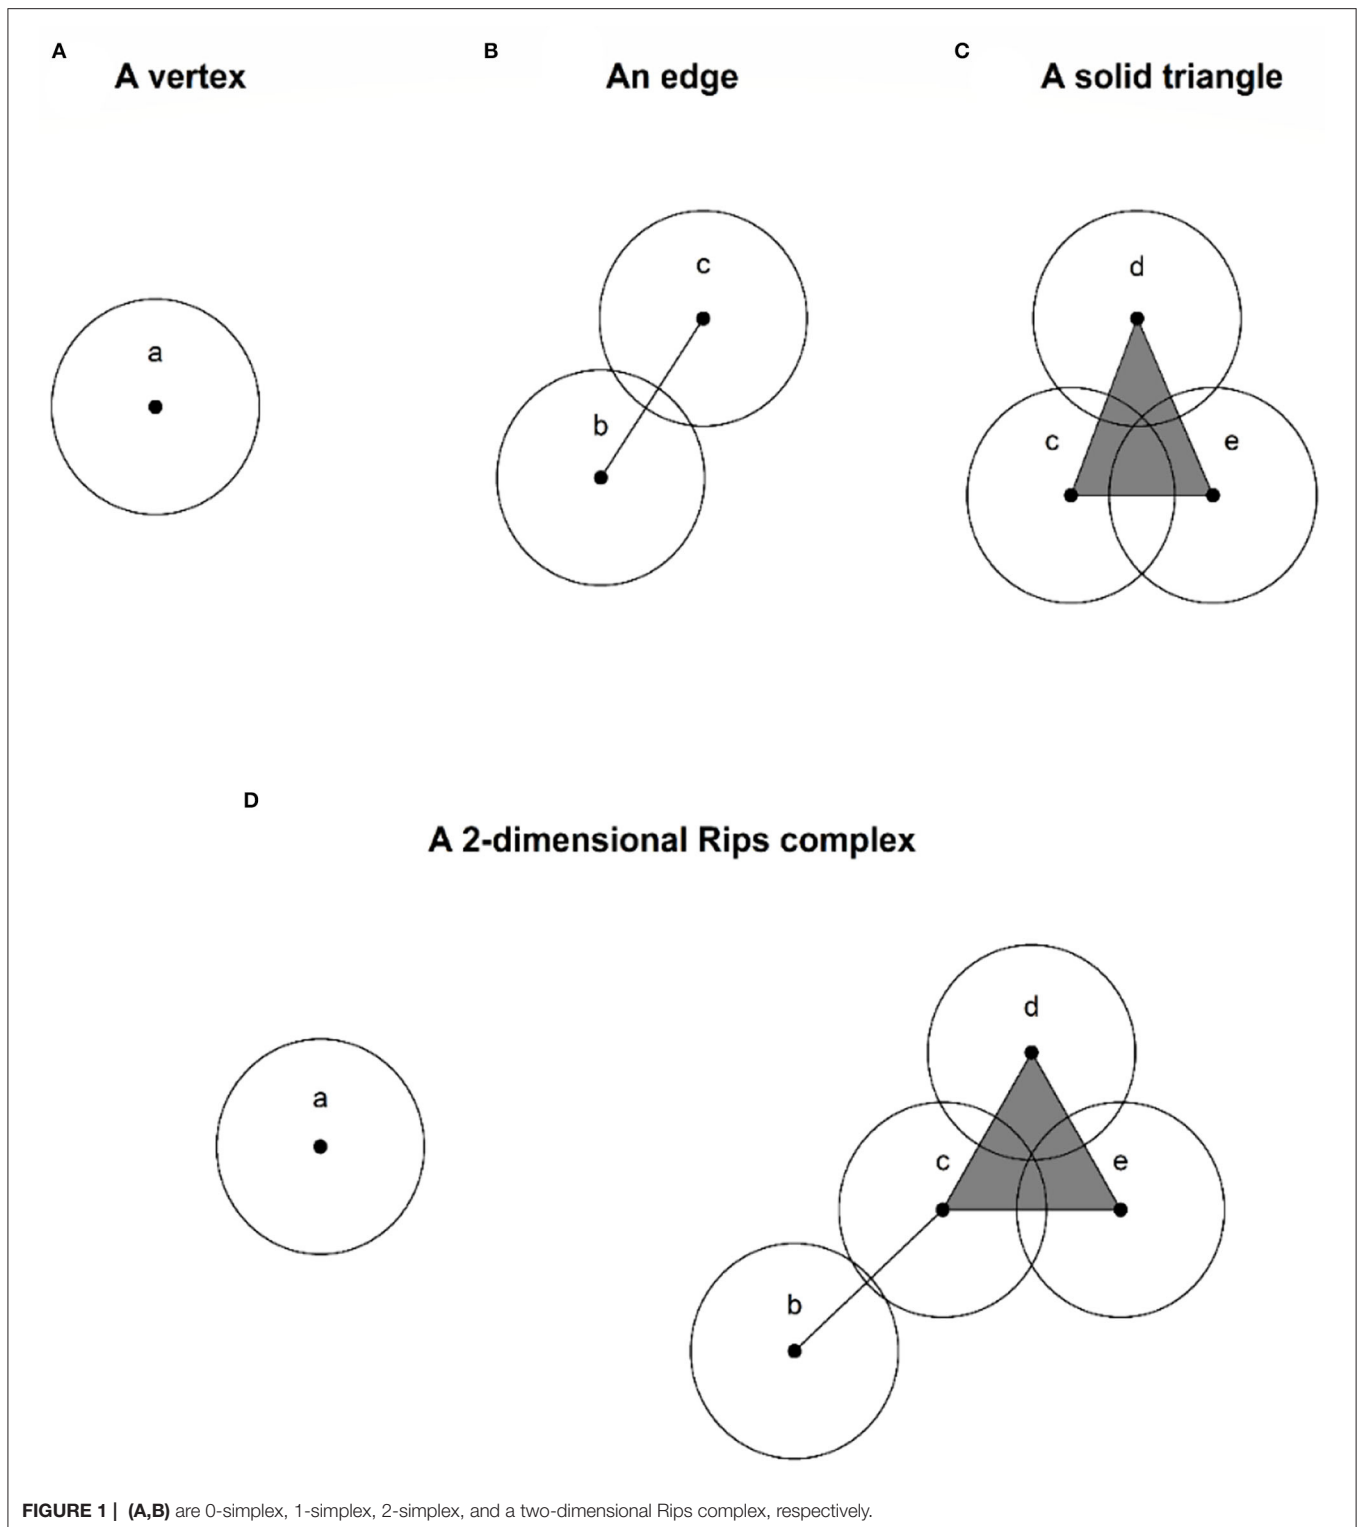 A
B
C
A vertex
An edge
A solid triangle
c
d
a
b
c
e
D
A 2-dimensional Rips complex
d
a
c
e
b
FIGURE 1 | (A,B) are 0-simplex, 1-simplex, 2-simplex, and a two-dimensional Rips complex, respectively.